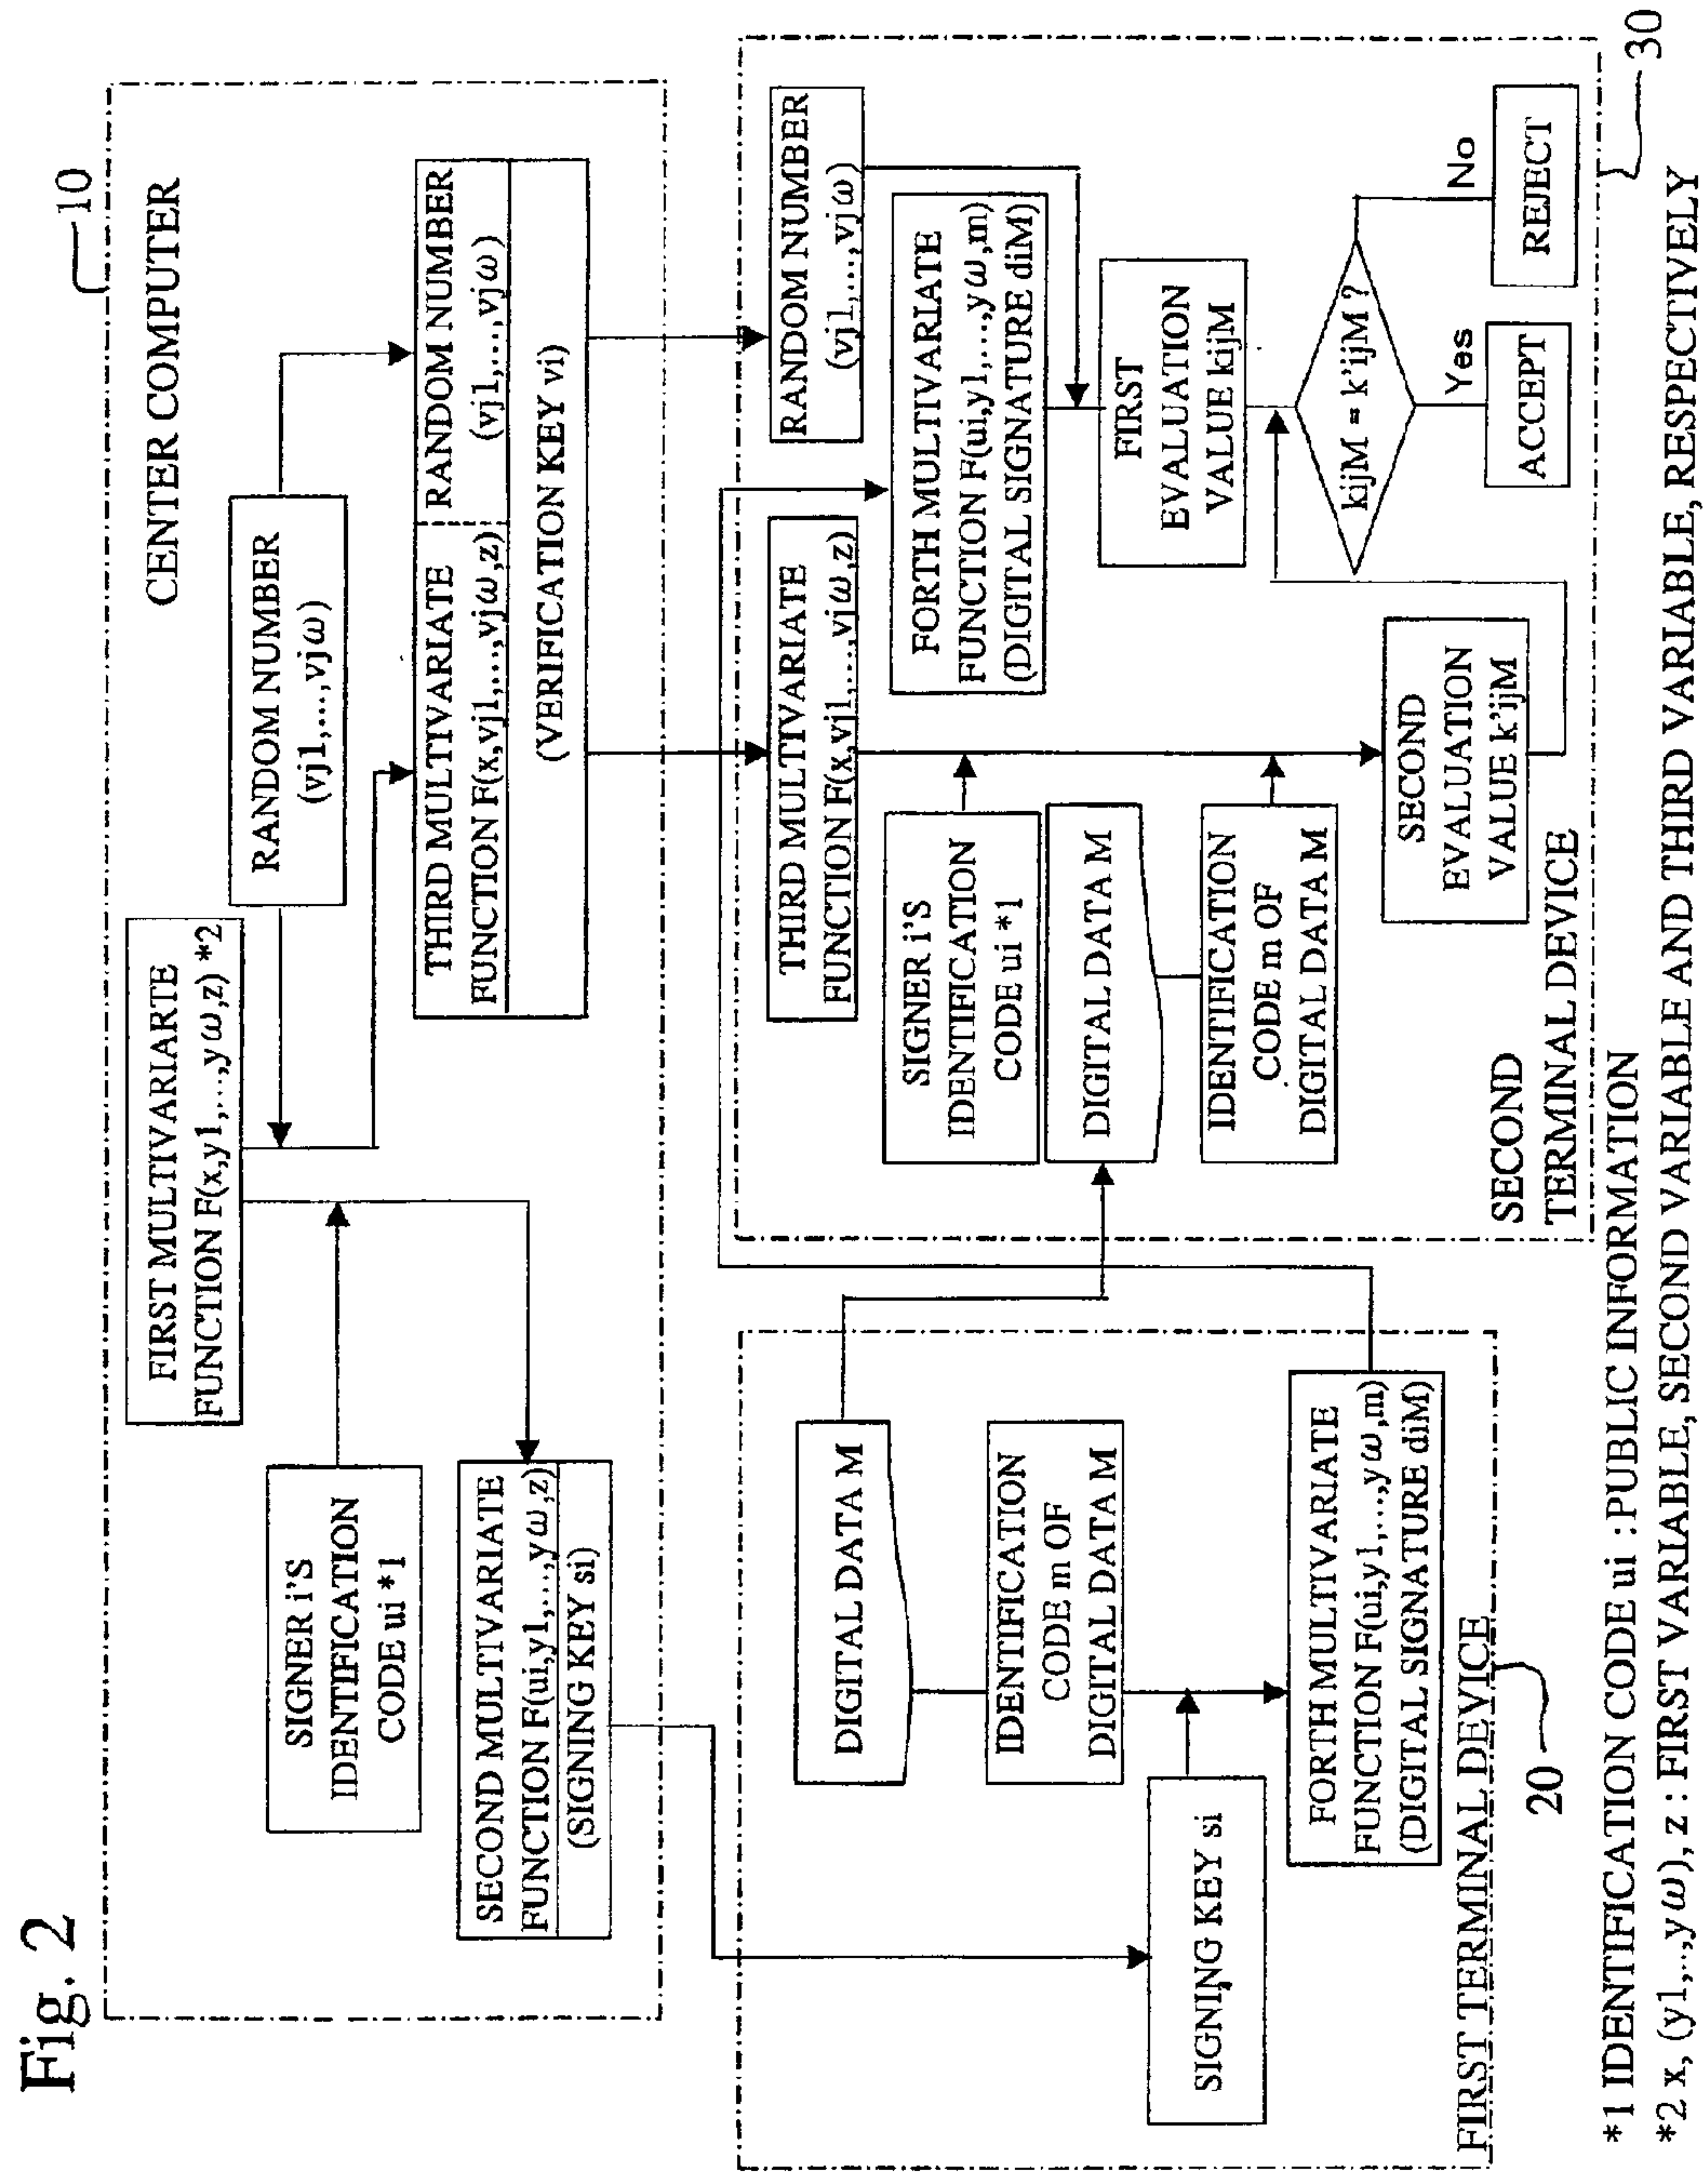 Fig. 2
10
CENTER COMPUTER
FIRST MULTIVARIARTE
FUNCTION F(x,y1,...,yω,z) *2
RANDOM NUMBER
(vj1,...,vjω)
SIGNER i'S
IDENTIFICATION
CODE ui *1
SECOND MULTIVARIATE
FUNCTION F(ui,y1,...,yω,z)
(SIGNING KEY si)
THIRD MULTIVARIATE
FUNCTION F(x,vj1,...,vjω,z)
RANDOM NUMBER
(vj1,...,vjω)
(VERIFICATION KEY vi)
DIGITAL DATA M
IDENTIFICATION
CODE m OF
DIGITAL DATA M
SIGNING KEY si
FORTH MULTIVARIATE
FUNCTION F(ui,y1,...,yω,m)
(DIGITAL SIGNATURE diM)
FIRST TERMINAL DEVICE
20
THIRD MULTIVARIATE
FUNCTION F(x,vj1,...,vjω,z)
RANDOM NUMBER
(vj1,...,vjω)
SIGNER i'S
IDENTIFICATION
CODE ui *1
FORTH MULTIVARIATE
FUNCTION F(ui,y1,...,yω,m)
(DIGITAL SIGNATURE diM)
DIGITAL DATA M
IDENTIFICATION
CODE m OF
DIGITAL DATA M
FIRST
EVALUATION
VALUE kijM
SECOND
EVALUATION
VALUE k'ijM
kijM = k'ijM ?
Yes
No
ACCEPT
REJECT
SECOND
TERMINAL DEVICE
30
*1 IDENTIFICATION CODE ui : PUBLIC INFORMATION
*2 x, (y1,..,yω), z : FIRST VARIABLE, SECOND VARIABLE AND THIRD VARIABLE, RESPECTIVELY